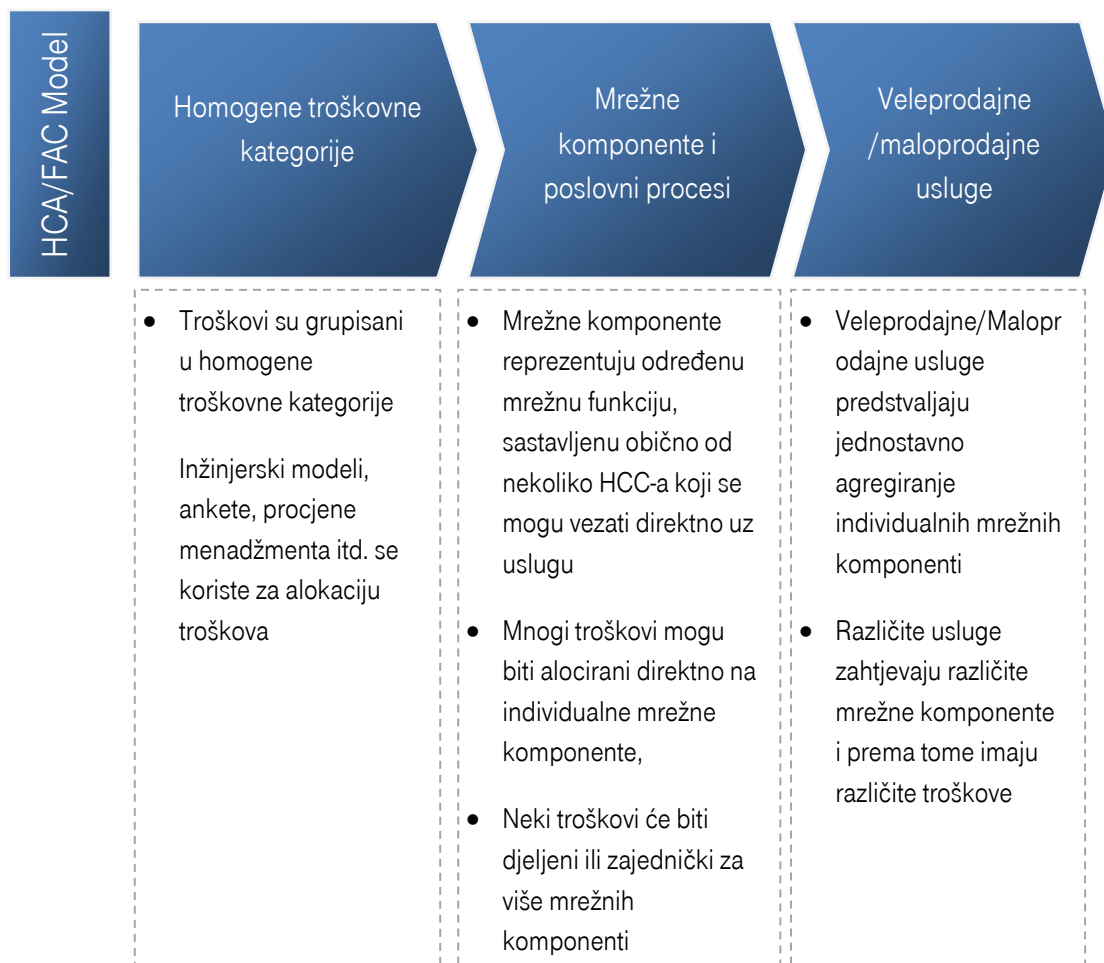 HCA/FAC Model
Homogene troškovne
kategorije
Mrežne
komponente i
poslovni procesi
Veleprodajne
/maloprodajne
usluge
• Troškovi su grupisani
u homogene
troškovne kategorije
Inžinjerski modeli,
ankete, procjene
menadžmenta itd. se
koriste za alokaciju
troškova
• Mrežne komponente
reprezentuju određenu
mrežnu funkciju,
sastavljenu obično od
nekoliko HCC-a koji se
mogu vezati direktno uz
uslugu
• Mnogi troškovi mogu
biti alocirani direktno na
individualne mrežne
komponente,
• Neki troškovi će biti
djeljeni ili zajednički za
više mrežnih
komponenti
• Veleprodajne/Malopr
odajne usluge
predstvaljaju
jednostavno
agregiranje
individualnih mrežnih
komponenti
• Različite usluge
zahtjevaju različite
mrežne komponente
i prema tome imaju
različite troškove